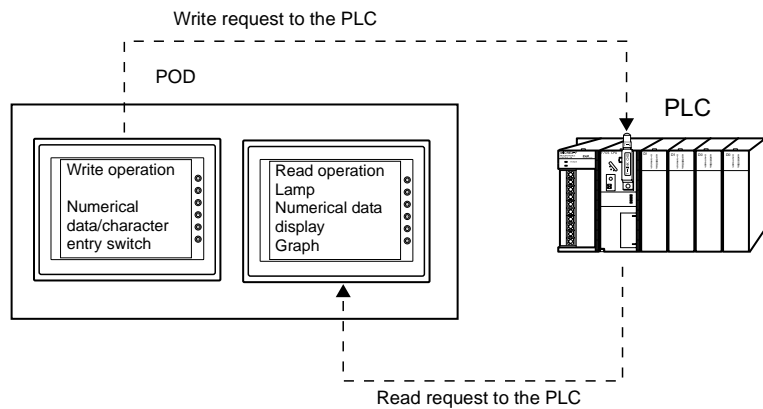 Write request to the PLC
POD
PLC
Write operation
Numerical
data/character
entry switch
Read operation
Lamp
Numerical data
display
Graph
Read request to the PLC